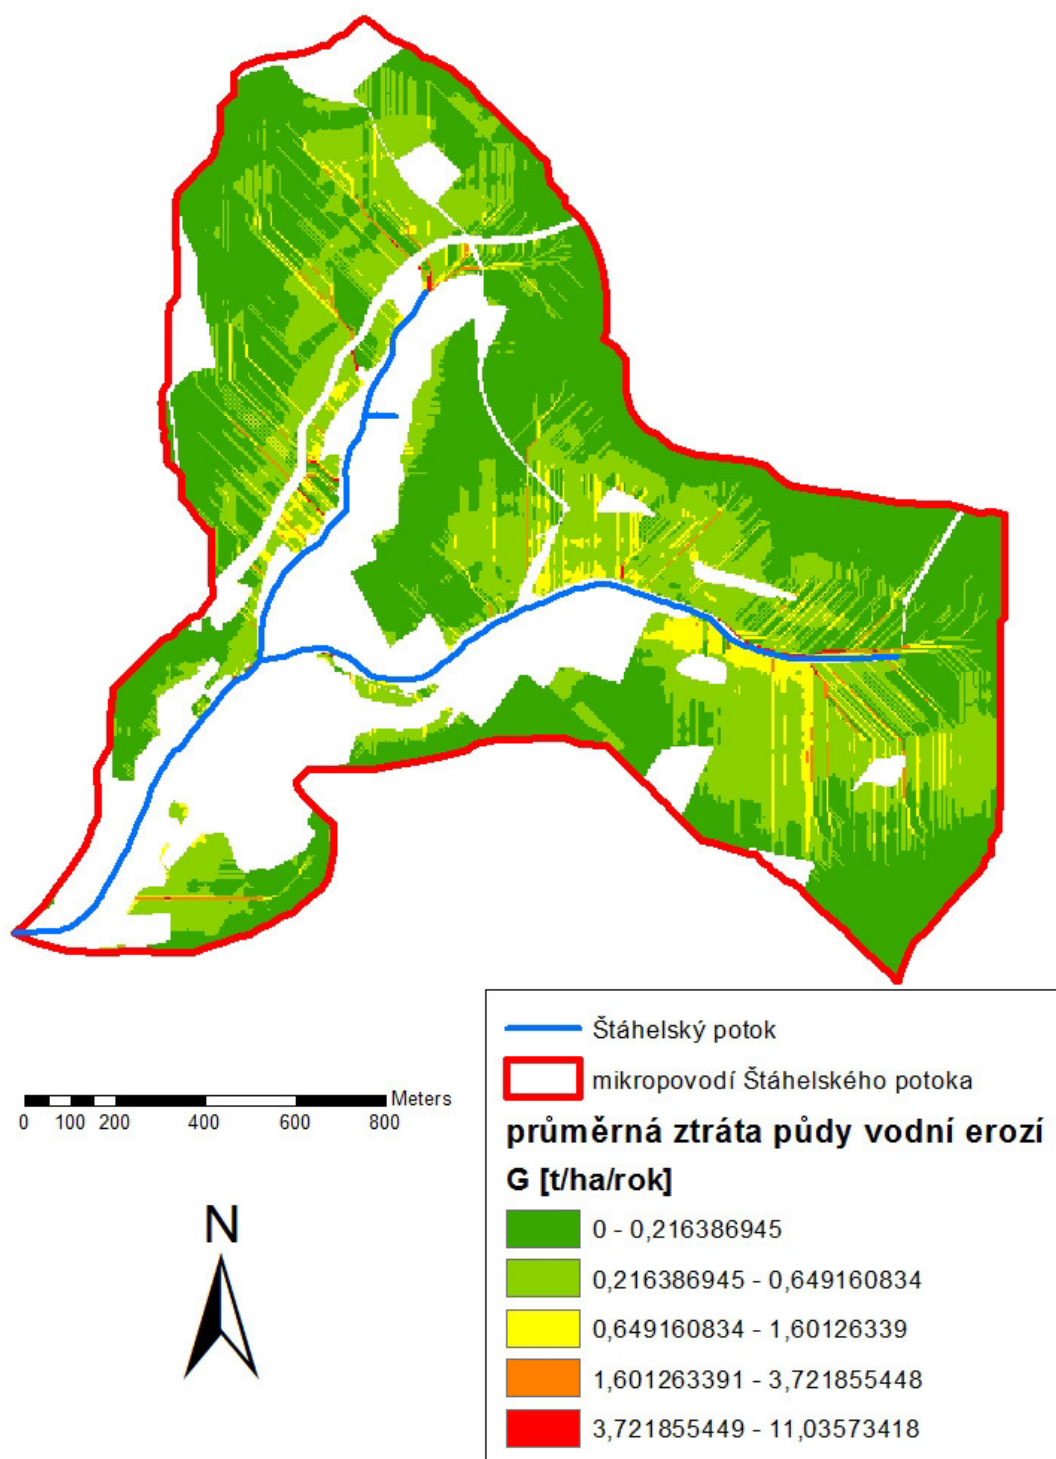 Štáhelský potok
mikropovodí Štáhelského potoka
Meters
0 100 200 400 600 800
průměrná ztráta půdy vodní erozí
G [t/ha/rok]
N
0 - 0,216386945
0,216386945 - 0,649160834
0,649160834 - 1,60126339
1,601263391 - 3,721855448
3,721855449 - 11,03573418